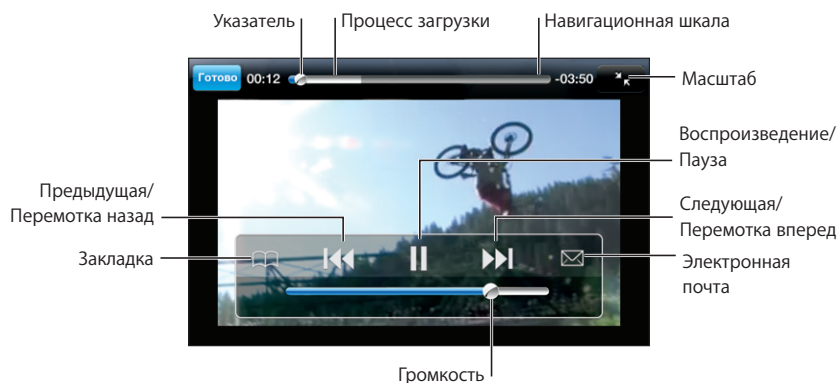 Указатель
Процесс загрузки
Навигационная шкала
Готово
00:12
-03:50
Масштаб
Воспроизведение/
Пауза
Предыдущая/
Перемотка назад
Следующая/
Перемотка вперед
Закладка
Электронная
почта
Громкость